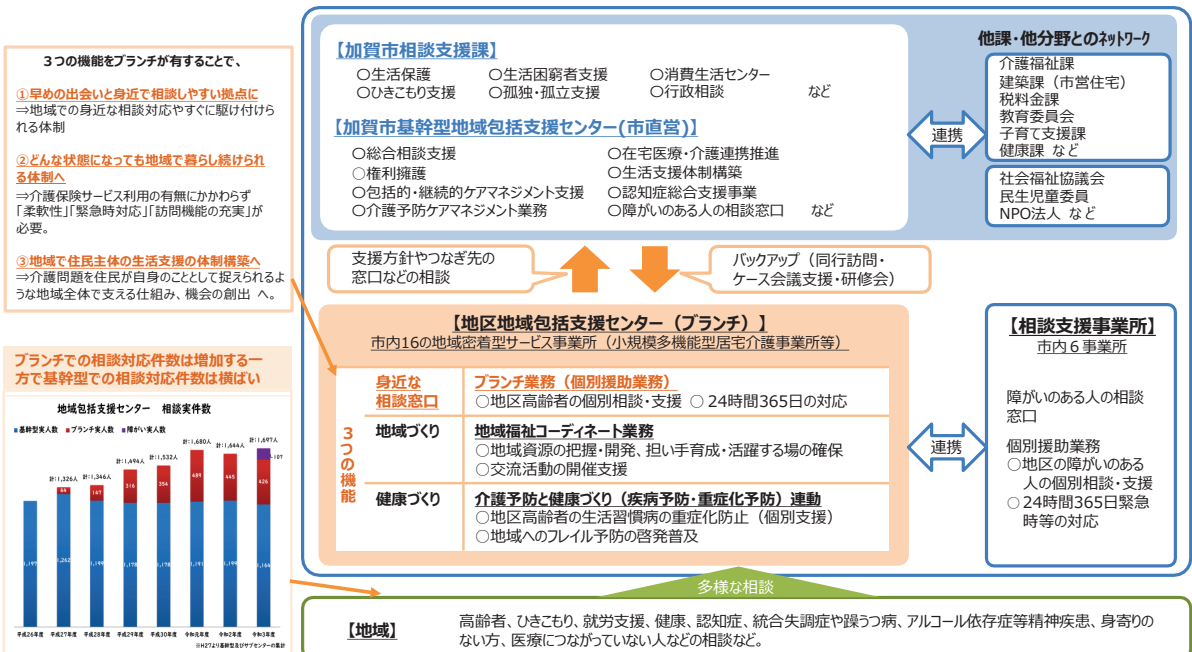 3つの機能をブランチが有することで、
①早めの出会いと身近で相談しやすい拠点に
⇒地域での身近な相談対応やすぐに駆け付けら
れる体制
②どんな状態になっても地域で暮らし続けられ
る体制へ
⇒介護保険サービス利用の有無にかかわらず
「柔軟性」「緊急時対応」「訪問機能の充実」が
必要。
③地域で住民主体の生活支援の体制構築へ
⇒介護問題を住民が自身のこととして捉えられるよ
うな地域全体で支える仕組み、機会の創出 へ。
ブランチでの相談対応件数は増加する一
方で基幹型での相談対応件数は横ばい
地域包括支援センター 相談実件数
■基幹型実人数 ■ブランチ実人数 ■障がい実人数
計:1,326人
計:1,346人
計:1,494人
計:1,532人
計:1,680人
計:1,644人
計:1,697人
64
147
316
354
489
445
426
107
1,197
1,262
1,199
1,178
1,178
1,191
1,199
1,164
平成26年度 平成27年度 平成28年度 平成29年度 平成30年度 令和元年度 令和2年度 令和3年度
※H27より基幹型及びサブセンターの集計
【加賀市相談支援課】
○生活保護 ○生活困窮者支援 ○消費生活センター
○ひきこもり支援 ○孤独・孤立支援 ○行政相談 など
【加賀市基幹型地域包括支援センター(市直営)】
○総合相談支援 ○在宅医療・介護連携推進
○権利擁護 ○生活支援体制構築
○包括的・継続的ケアマネジメント支援 ○認知症総合支援事業
○介護予防ケアマネジメント業務 ○障がいのある人の相談窓口 など
連携
他課・他分野とのネットワーク
介護福祉課
建築課（市営住宅）
税料金課
教育委員会
子育て支援課
健康課 など
社会福祉協議会
民生児童委員
NPO法人 など
支援方針やつなぎ先の
窓口などの相談
バックアップ（同行訪問・
ケース会議支援・研修会）
【地区地域包括支援センター（ブランチ）】
市内16の地域密着型サービス事業所（小規模多機能型居宅介護事業所等）
3つの機能
身近な
相談窓口
ブランチ業務（個別援助業務）
○地区高齢者の個別相談・支援 ○ 24時間365日の対応
地域づくり
地域福祉コーディネート業務
○地域資源の把握・開発、担い手育成・活躍する場の確保
○交流活動の開催支援
健康づくり
介護予防と健康づくり（疾病予防・重症化予防）連動
○地区高齢者の生活習慣病の重症化防止（個別支援）
○地域へのフレイル予防の啓発普及
連携
【相談支援事業所】
市内６事業所
障がいのある人の相談
窓口
個別援助業務
○地区の障がいのある
人の個別相談・支援
○ 24時間365日緊急
時等の対応
多様な相談
【地域】
高齢者、ひきこもり、就労支援、健康、認知症、統合失調症や躁うつ病、アルコール依存症等精神疾患、身寄りの
ない方、医療につながっていない人などの相談など。